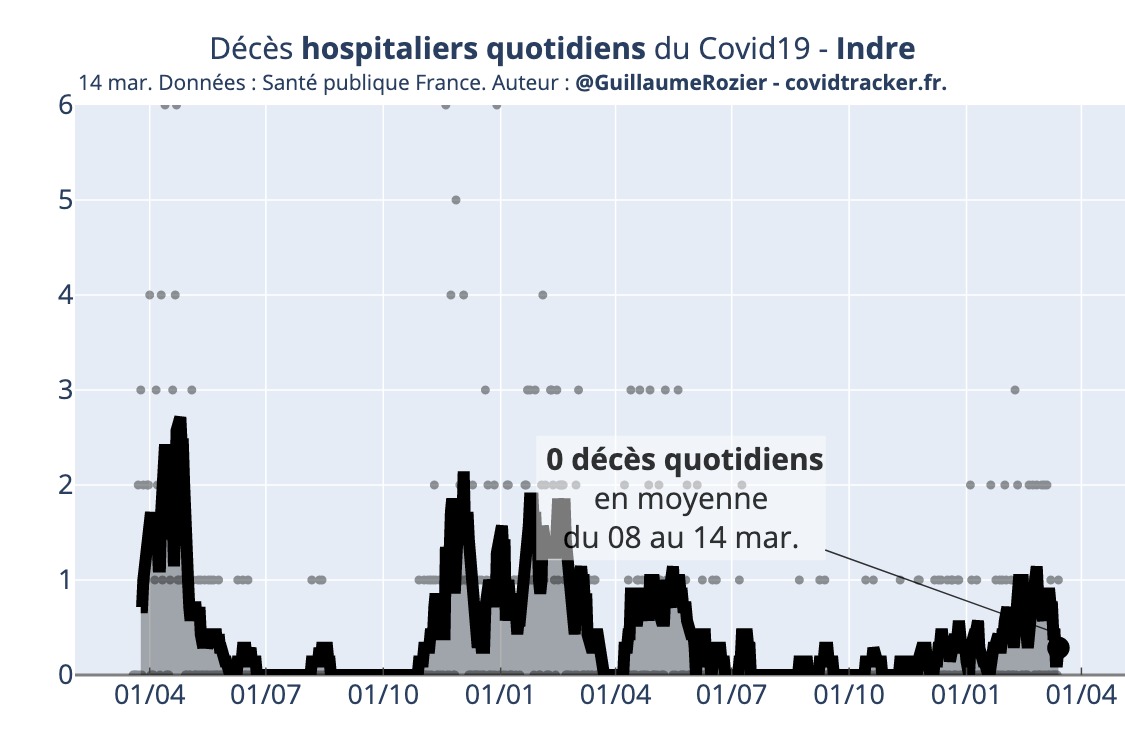 Décès hospitaliers quotidiens du Covid19 - Indre
14 mar. Données : Santé publique France. Auteur : @GuillaumeRozier - covidtracker.fr.
6
5
4
3
2
1
0
0 décès quotidiens
en moyenne
du 08 au 14 mar.
01/04 01/07 01/10 01/01 01/04 01/07 01/10 01/01 01/04